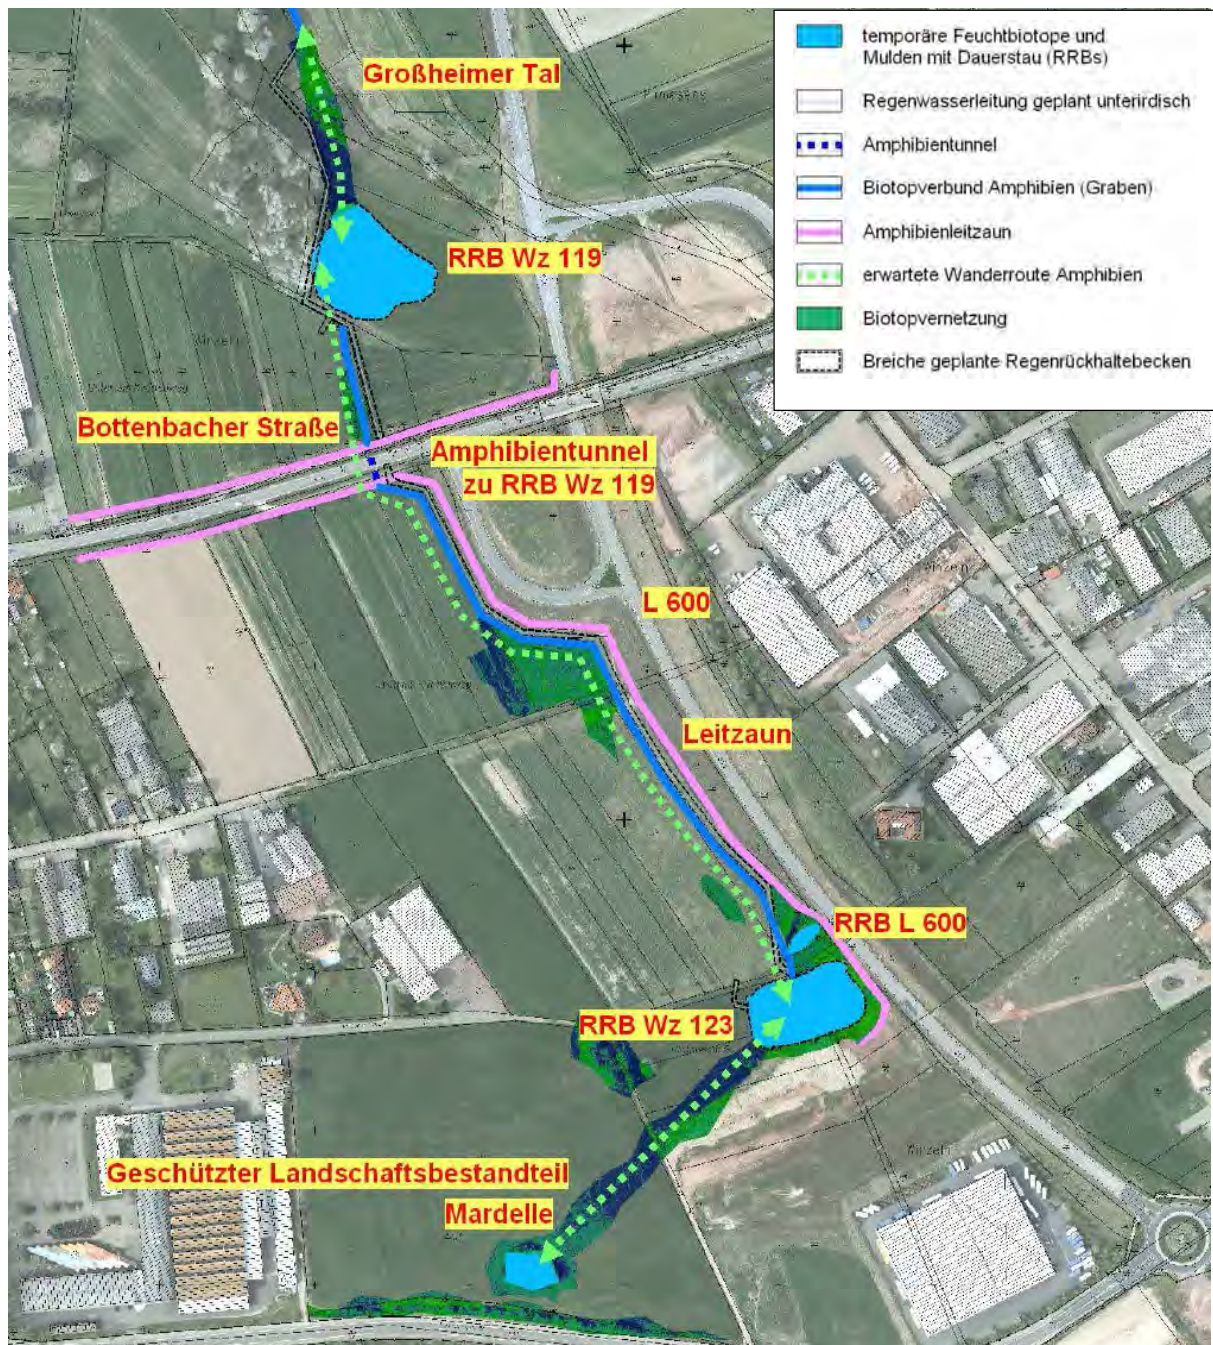 temporäre Feuchtbiotope und
Mulden mit Dauerstau (RRBs)
Regenwasserleitung geplant unterirdisch
Amphibientunnel
Biotopverbund Amphibien (Graben)
Amphibienleitzaun
erwartete Wanderroute Amphibien
Biotopvernetzung
Breiche geplante Regenrückhaltebecken
Großheimer Tal
RRB Wz 119
Bottenbacher Straße
Amphibientunnel
zu RRB Wz 119
L 600
Leitzaun
RRB L 600
RRB Wz 123
Geschützter Landschaftsbestandteil
Mardelle